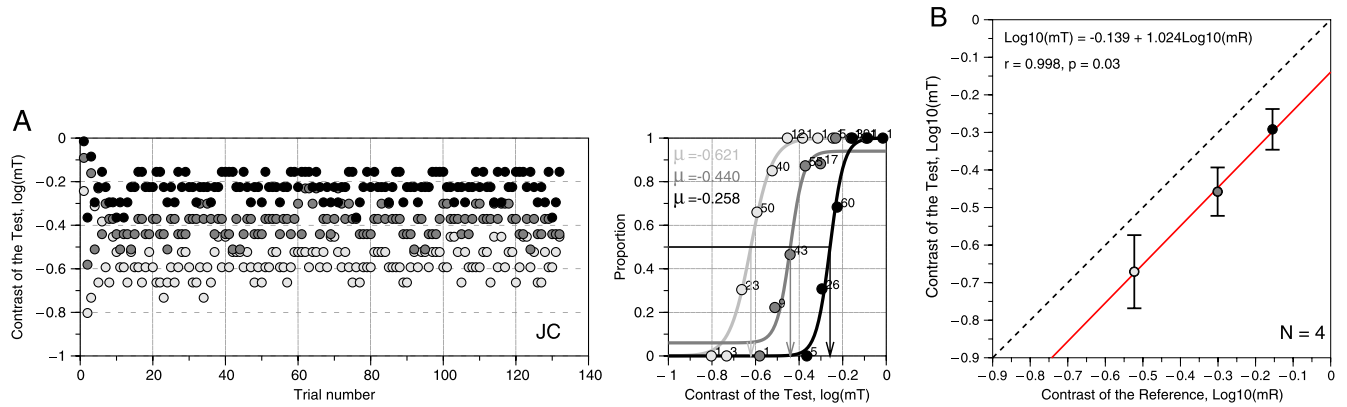 A
Contrast of the Test, log(mT)
0
−0.2
−0.4
−0.6
−0.8
−1
0 20 40 60 80 100 120 140
Trial number
JC
Proportion
1
0.8
0.6
0.4
0.2
0
μ =-0.621
μ =-0.440
μ =-0.258
40
55
17
50
60
43
23
26
9
3
1
5
−1 −0.8 −0.6 −0.4 −0.2 0
Contrast of the Test, log(mT)
B
Contrast of the Test, Log10(mT)
0
−0.1
−0.2
−0.3
−0.4
−0.5
−0.6
−0.7
−0.8
−0.9
Log10(mT) = -0.139 + 1.024Log10(mR)
r = 0.998, p = 0.03
N = 4
−0.9 −0.8 −0.7 −0.6 −0.5 −0.4 −0.3 −0.2 −0.1 0
Contrast of the Reference, Log10(mR)